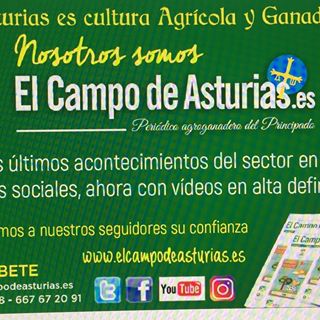 turias es cultura Agrícola y Ganad
Nosotros somos
El Campo de Asturias.es
Periódico agroganadero del Principado
s últimos acontecimientos del sector en
s sociales, ahora con vídeos en alta defin
mos a nuestros seguidores su confianza
www.elcampodeasturias.es
BETE
podeasturias.es
8 - 667 67 20 91
You Tube